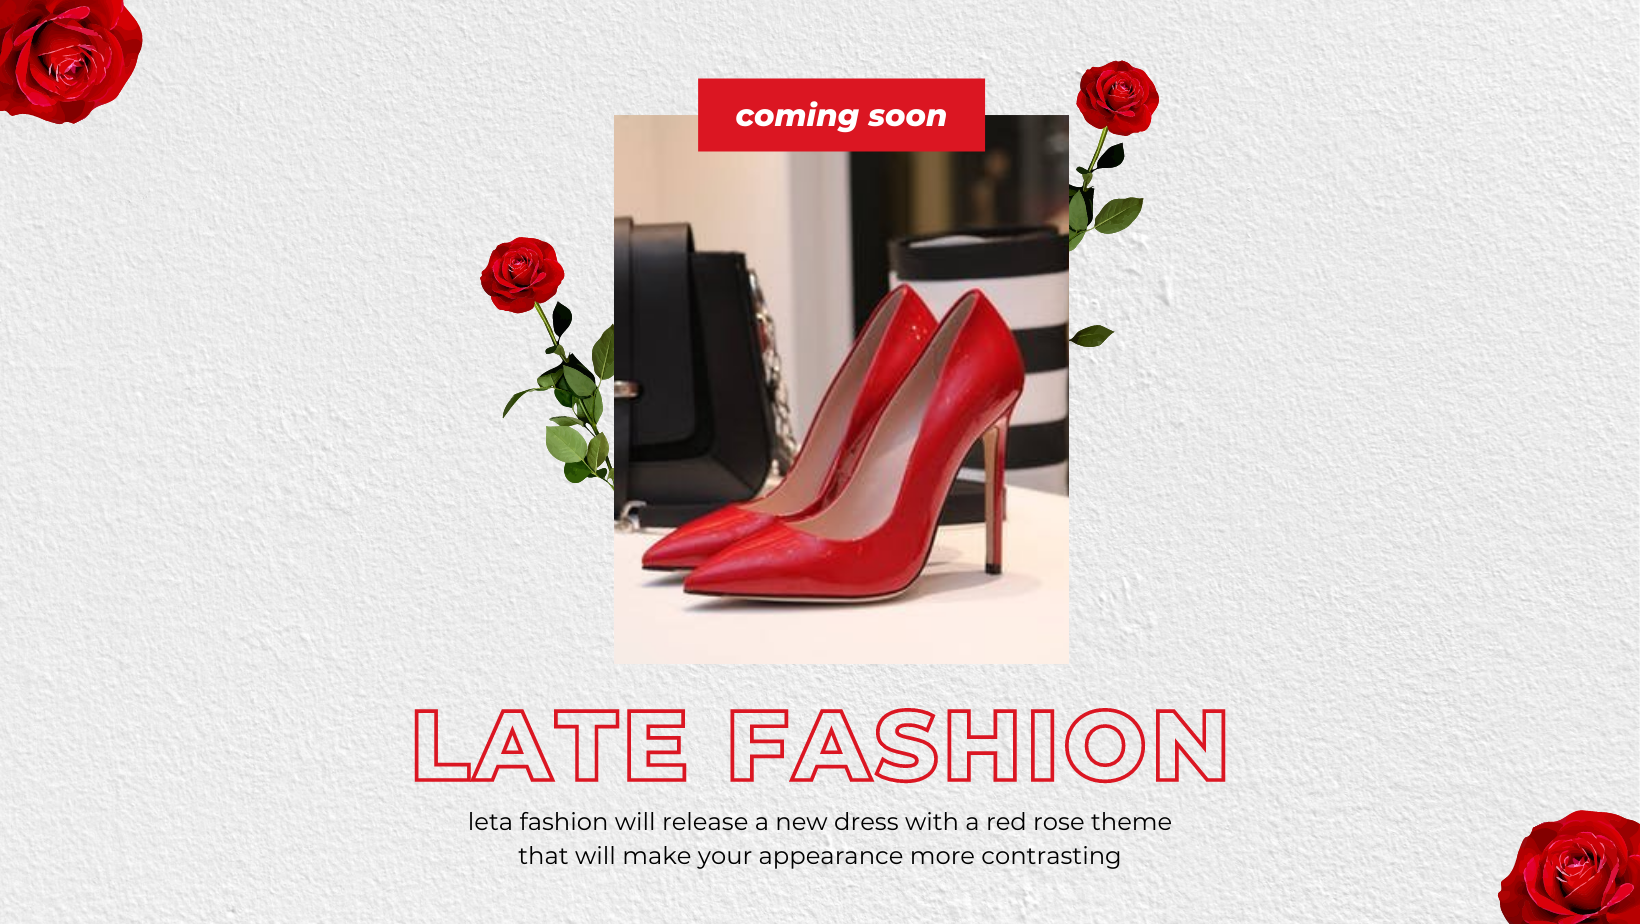 coming soon
LATE FASHION
leta fashion will release a new dress with a red rose theme
that will make your appearance more contrasting